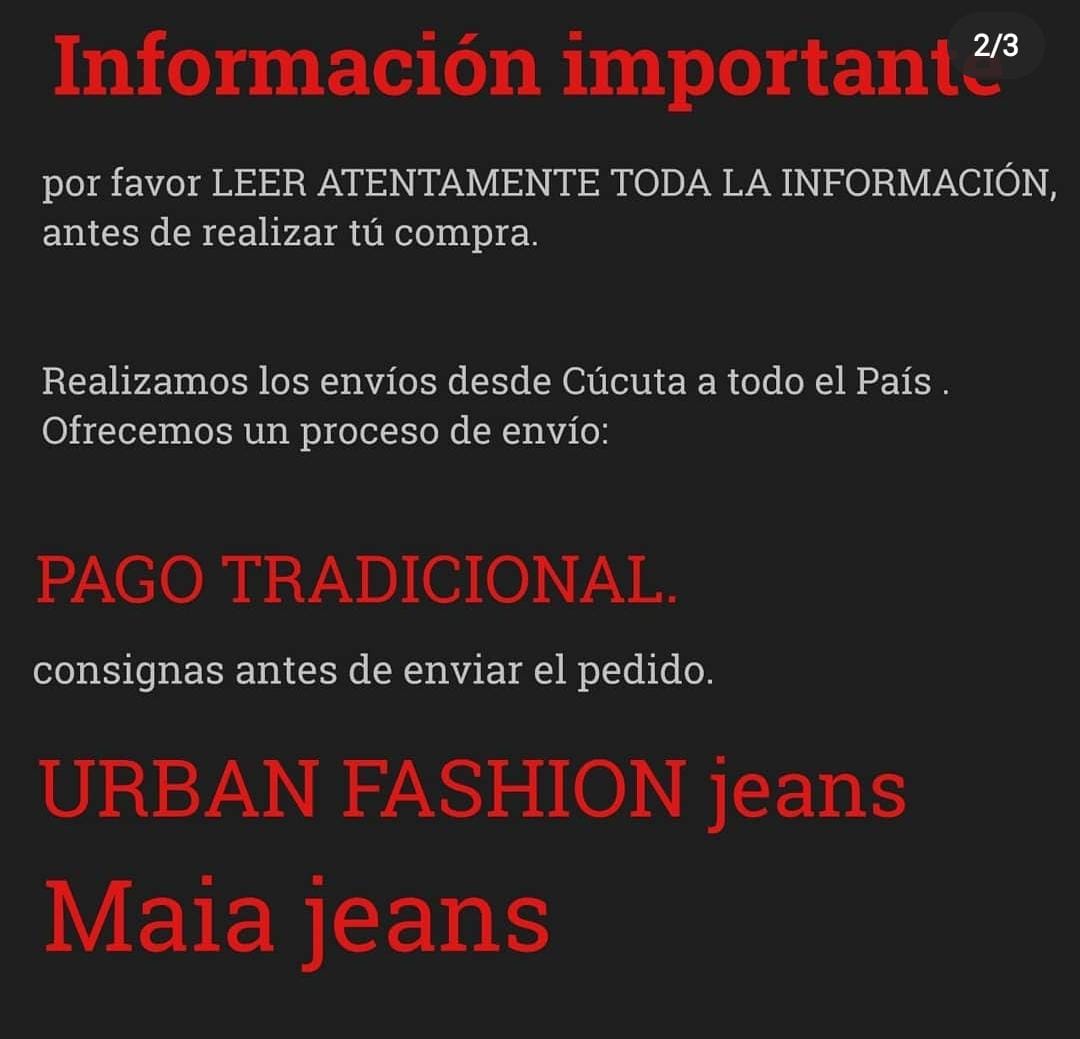 Información importante
2/3
por favor LEER ATENTAMENTE TODA LA INFORMACIÓN,
antes de realizar tú compra.
Realizamos los envíos desde Cúcuta a todo el País .
Ofrecemos un proceso de envío:
PAGO TRADICIONAL.
consignas antes de enviar el pedido.
URBAN FASHION jeans
Maia jeans